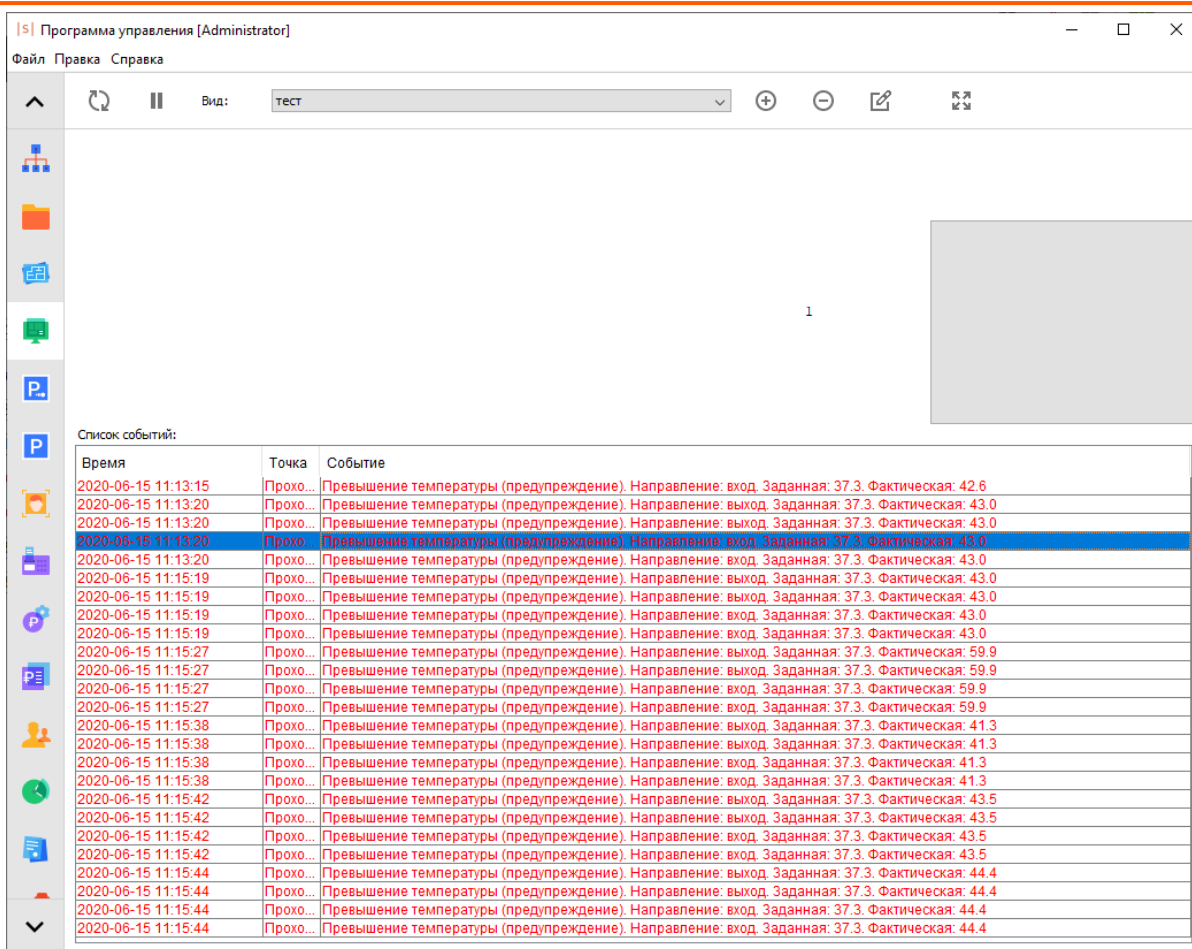 |S| Программа управления [Administrator]
Файл Правка Справка
Вид: тест
1
Список событий:
Время Точка Событие
2020-06-15 11:13:15 Прохо... Превышение температуры (предупреждение). Направление: вход. Заданная: 37.3. Фактическая: 42.6
2020-06-15 11:13:20 Прохо... Превышение температуры (предупреждение). Направление: выход. Заданная: 37.3. Фактическая: 43.0
2020-06-15 11:13:20 Прохо... Превышение температуры (предупреждение). Направление: выход. Заданная: 37.3. Фактическая: 43.0
2020-06-15 11:13:20 Прохо... Превышение температуры (предупреждение). Направление: вход. Заданная: 37.3. Фактическая: 43.0
2020-06-15 11:13:20 Прохо... Превышение температуры (предупреждение). Направление: вход. Заданная: 37.3. Фактическая: 43.0
2020-06-15 11:15:19 Прохо... Превышение температуры (предупреждение). Направление: выход. Заданная: 37.3. Фактическая: 43.0
2020-06-15 11:15:19 Прохо... Превышение температуры (предупреждение). Направление: выход. Заданная: 37.3. Фактическая: 43.0
2020-06-15 11:15:19 Прохо... Превышение температуры (предупреждение). Направление: вход. Заданная: 37.3. Фактическая: 43.0
2020-06-15 11:15:19 Прохо... Превышение температуры (предупреждение). Направление: вход. Заданная: 37.3. Фактическая: 43.0
2020-06-15 11:15:27 Прохо... Превышение температуры (предупреждение). Направление: выход. Заданная: 37.3. Фактическая: 59.9
2020-06-15 11:15:27 Прохо... Превышение температуры (предупреждение). Направление: выход. Заданная: 37.3. Фактическая: 59.9
2020-06-15 11:15:27 Прохо... Превышение температуры (предупреждение). Направление: вход. Заданная: 37.3. Фактическая: 59.9
2020-06-15 11:15:27 Прохо... Превышение температуры (предупреждение). Направление: вход. Заданная: 37.3. Фактическая: 59.9
2020-06-15 11:15:38 Прохо... Превышение температуры (предупреждение). Направление: выход. Заданная: 37.3. Фактическая: 41.3
2020-06-15 11:15:38 Прохо... Превышение температуры (предупреждение). Направление: выход. Заданная: 37.3. Фактическая: 41.3
2020-06-15 11:15:38 Прохо... Превышение температуры (предупреждение). Направление: вход. Заданная: 37.3. Фактическая: 41.3
2020-06-15 11:15:38 Прохо... Превышение температуры (предупреждение). Направление: вход. Заданная: 37.3. Фактическая: 41.3
2020-06-15 11:15:42 Прохо... Превышение температуры (предупреждение). Направление: выход. Заданная: 37.3. Фактическая: 43.5
2020-06-15 11:15:42 Прохо... Превышение температуры (предупреждение). Направление: выход. Заданная: 37.3. Фактическая: 43.5
2020-06-15 11:15:42 Прохо... Превышение температуры (предупреждение). Направление: вход. Заданная: 37.3. Фактическая: 43.5
2020-06-15 11:15:42 Прохо... Превышение температуры (предупреждение). Направление: вход. Заданная: 37.3. Фактическая: 43.5
2020-06-15 11:15:44 Прохо... Превышение температуры (предупреждение). Направление: выход. Заданная: 37.3. Фактическая: 44.4
2020-06-15 11:15:44 Прохо... Превышение температуры (предупреждение). Направление: выход. Заданная: 37.3. Фактическая: 44.4
2020-06-15 11:15:44 Прохо... Превышение температуры (предупреждение). Направление: вход. Заданная: 37.3. Фактическая: 44.4
2020-06-15 11:15:44 Прохо... Превышение температуры (предупреждение). Направление: вход. Заданная: 37.3. Фактическая: 44.4